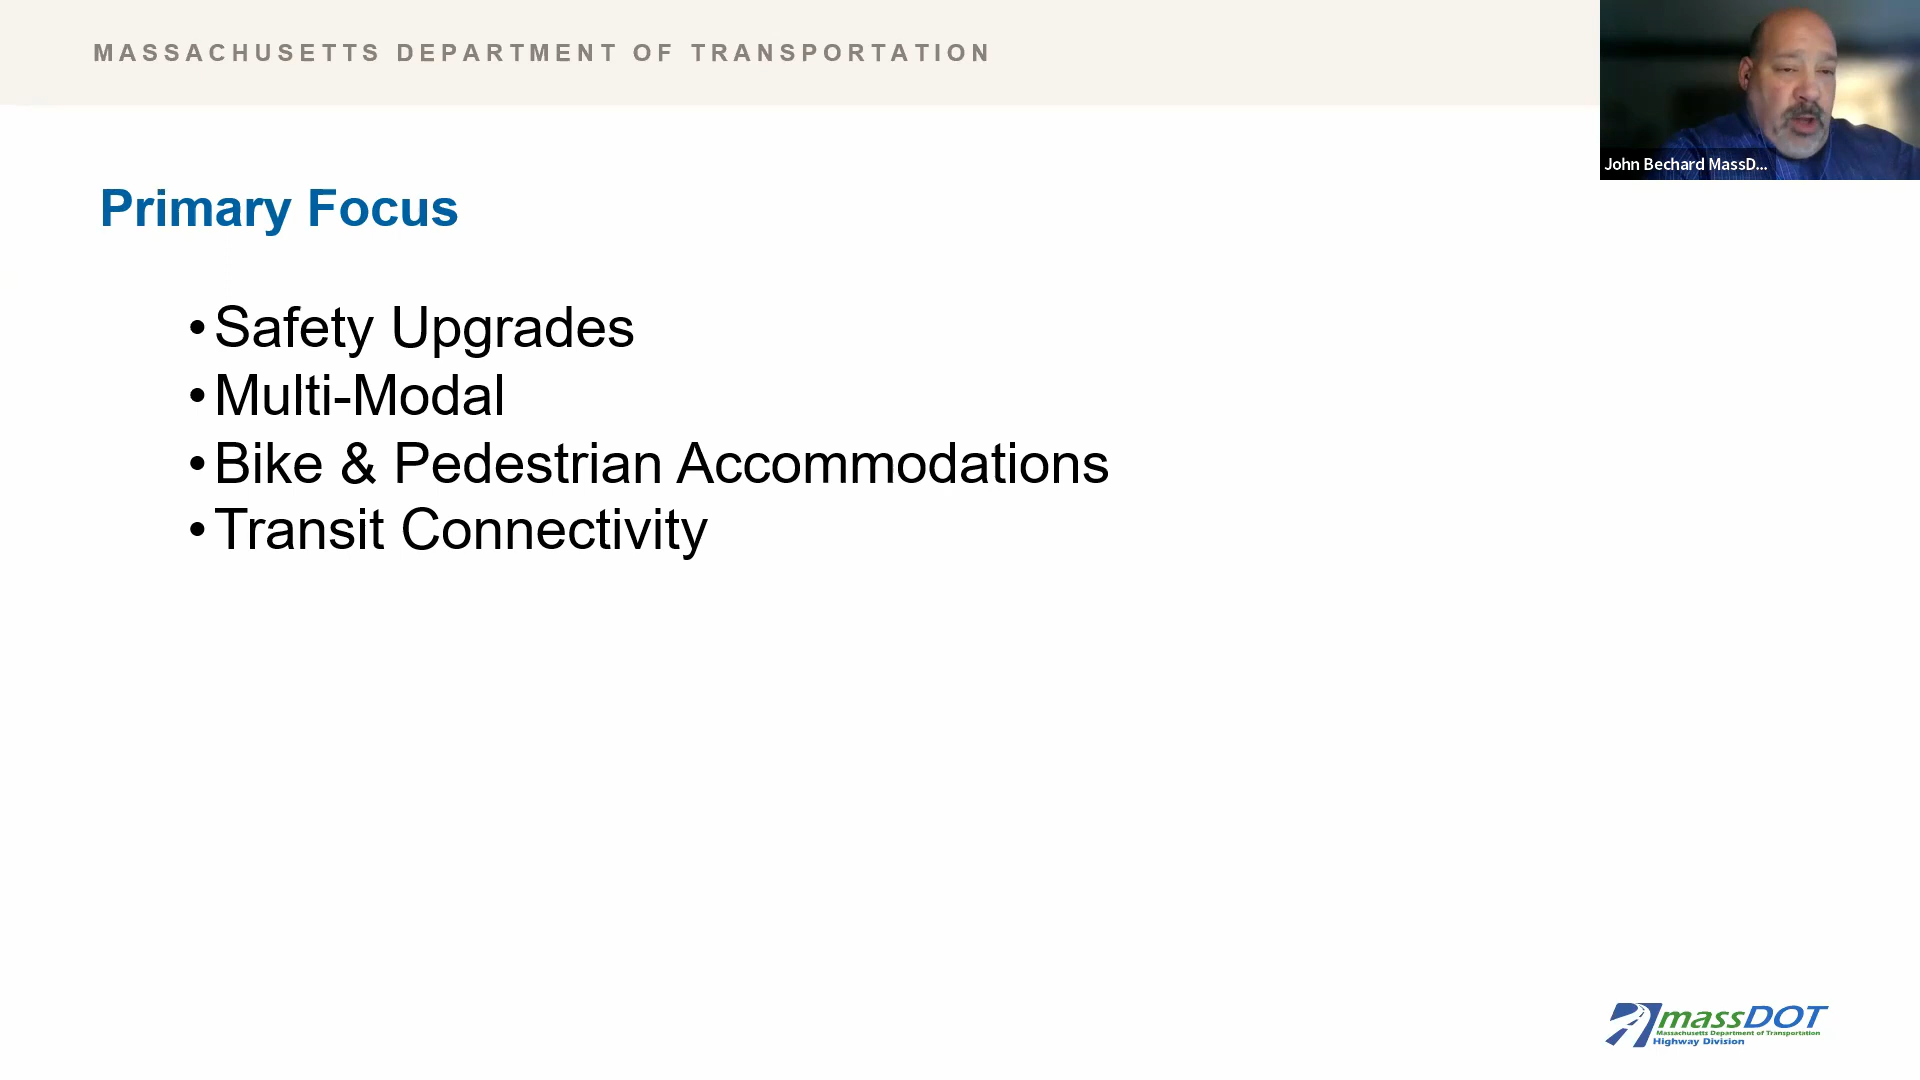 MASSACHUSETTS DEPARTMENT OF TRANSPORTATION
John Bechard MassD...
Primary Focus
• Safety Upgrades
• Multi-Modal
• Bike & Pedestrian Accommodations
• Transit Connectivity
massDOT
Massachusetts Department of Transportation
Highway Division